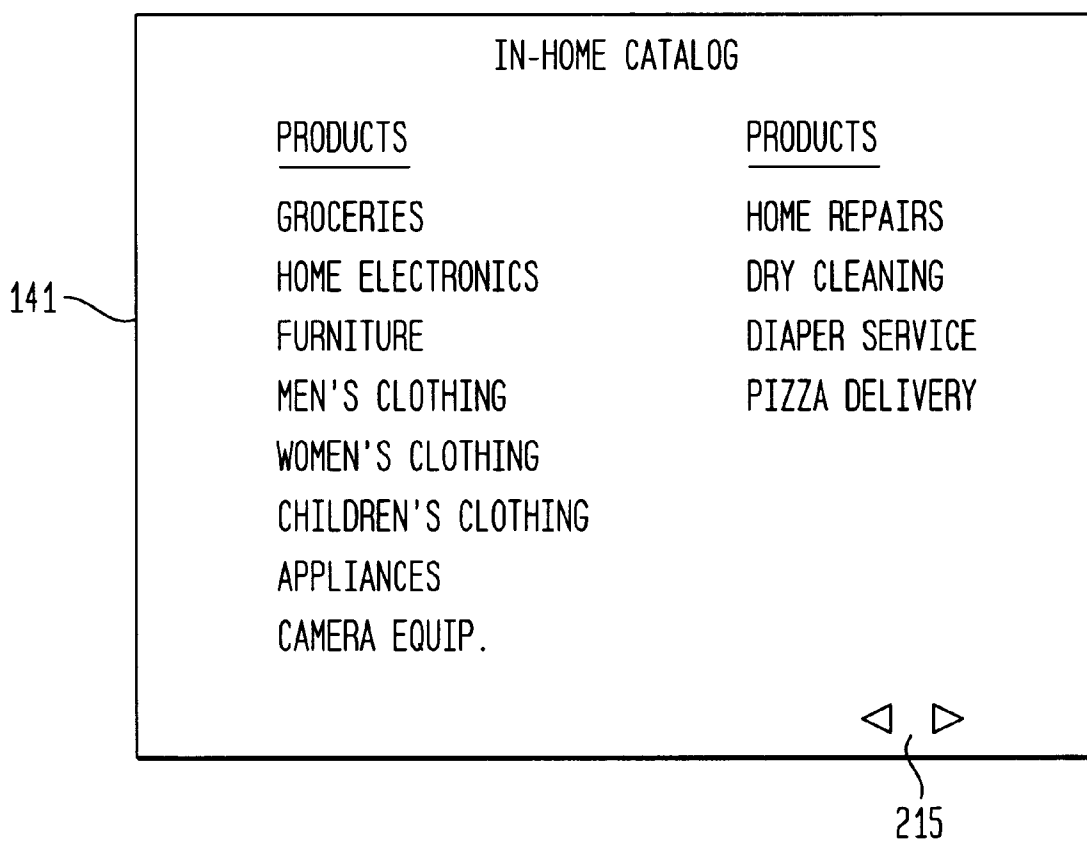 IN-HOME CATALOG
PRODUCTS
GROCERIES
HOME ELECTRONICS
FURNITURE
MEN'S CLOTHING
WOMEN'S CLOTHING
CHILDREN'S CLOTHING
APPLIANCES
CAMERA EQUIP.
PRODUCTS
HOME REPAIRS
DRY CLEANING
DIAPER SERVICE
PIZZA DELIVERY
141
215